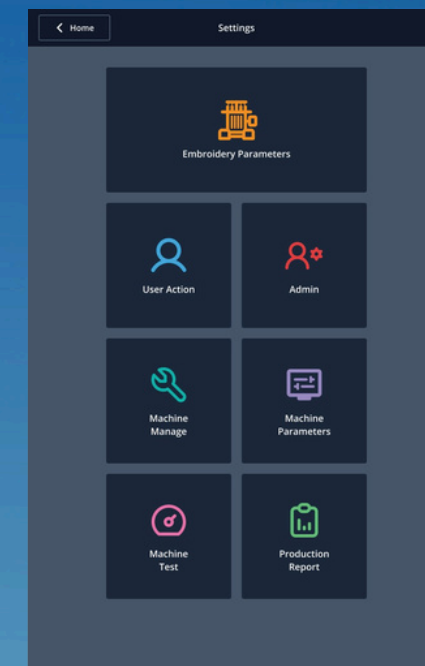 Home
Settings
Embroidery Parameters
User Action
Admin
Machine
Manage
Machine
Parameters
Machine
Test
Production
Report